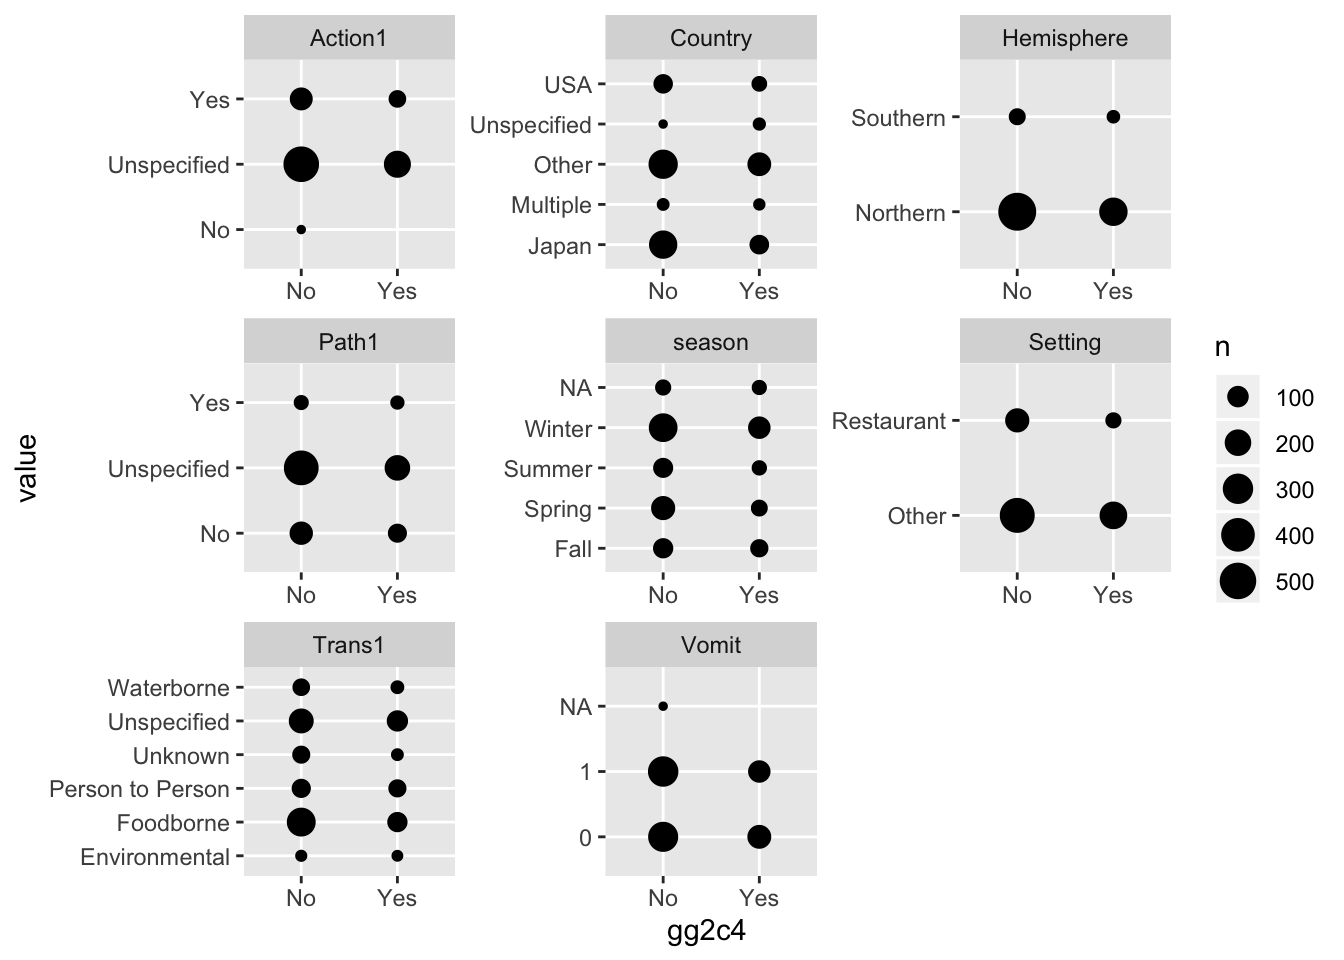 Action1
Yes
Unspecified
No
No Yes
Country
USA
Unspecified
Other
Multiple
Japan
No Yes
Hemisphere
Southern
Northern
No Yes
Path1
Yes
Unspecified
No
No Yes
season
NA
Winter
Summer
Spring
Fall
No Yes
Setting
Restaurant
Other
No Yes
Trans1
Waterborne
Unspecified
Unknown
Person to Person
Foodborne
Environmental
No Yes
Vomit
NA
1
0
No Yes
value
gg2c4
n
100
200
300
400
500